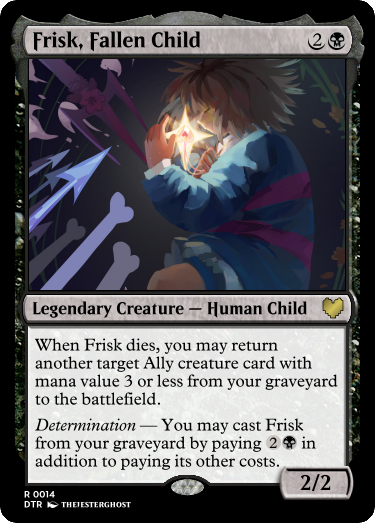 Frisk, Fallen Child 2
Legendary Creature — Human Child
When Frisk dies, you may return
another target Ally creature card with
mana value 3 or less from your graveyard
to the battlefield.
Determination — You may cast Frisk
from your graveyard by paying 2 in
addition to paying its other costs.
2/2
R 0014
DTR THEJESTERGHOST